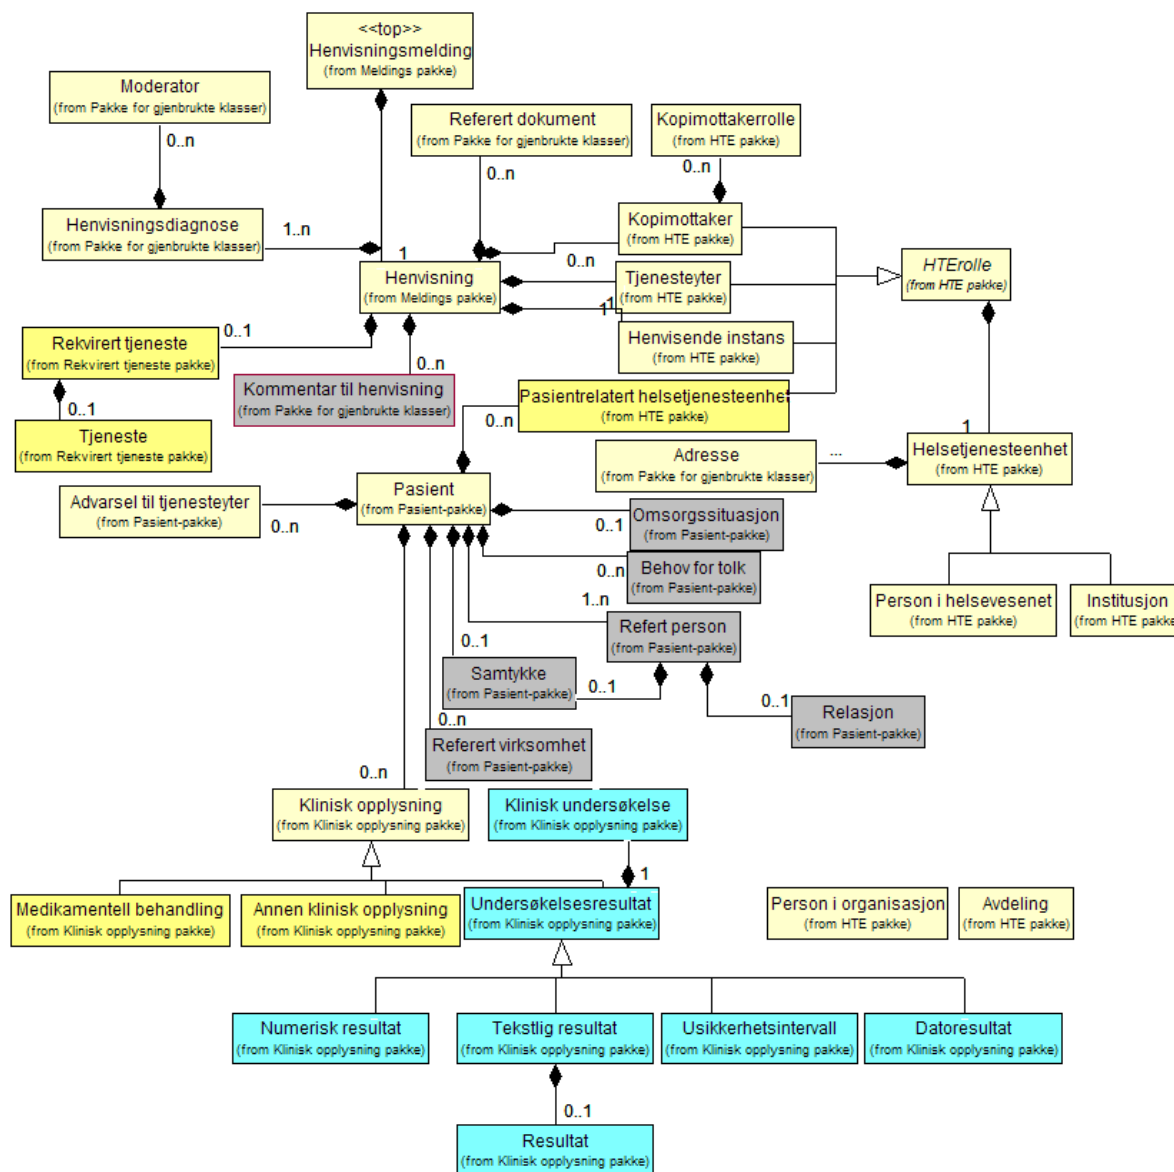 <<top>>
Henvisningsmelding
(from Meldings pakke)
Moderator
(from Pakke for gjenbrukte klasser)
0..n
Referert dokument
(from Pakke for gjenbrukte klasser)
0..n
Kopimottakerrolle
(from HTE pakke)
0..n
Henvisningsdiagnose
(from Pakke for gjenbrukte klasser)
1..n
1
Kopimottaker
(from HTE pakke)
0..n
Henvisning
(from Meldings pakke)
Tjenesteyter
(from HTE pakke)
1
1
HTErolle
(from HTE pakke)
Henvisende instans
(from HTE pakke)
Rekvirert tjeneste
(from Rekvirert tjeneste pakke)
0..1
0..n
Kommentar til henvisning
(from Pakke for gjenbrukte klasser)
Pasientrelatert helsetjenesteenhet
(from HTE pakke)
0..n
0..1
Tjeneste
(from Rekvirert tjeneste pakke)
Adresse
(from Pakke for gjenbrukte klasser)
...
1
Helsetjenesteenhet
(from HTE pakke)
Advarsel til tjenesteyter
(from Pasient-pakke)
0..n
Pasient
(from Pasient-pakke)
Omsorgssituasjon
(from Pasient-pakke)
0..1
Behov for tolk
(from Pasient-pakke)
0..n
1..n
Refert person
(from Pasient-pakke)
Person i helsevesenet
(from HTE pakke)
Institusjon
(from HTE pakke)
0..1
Samtykke
(from Pasient-pakke)
0..1
0..1
Relasjon
(from Pasient-pakke)
0..n
Referert virksomhet
(from Pasient-pakke)
0..n
Klinisk opplysning
(from Klinisk opplysning pakke)
Klinisk undersøkelse
(from Klinisk opplysning pakke)
1
Medikamentell behandling
(from Klinisk opplysning pakke)
Annen klinisk opplysning
(from Klinisk opplysning pakke)
Undersøkelsesresultat
(from Klinisk opplysning pakke)
Person i organisasjon
(from HTE pakke)
Avdeling
(from HTE pakke)
Numerisk resultat
(from Klinisk opplysning pakke)
Tekstlig resultat
(from Klinisk opplysning pakke)
Usikkerhetsintervall
(from Klinisk opplysning pakke)
Datoresultat
(from Klinisk opplysning pakke)
0..1
Resultat
(from Klinisk opplysning pakke)